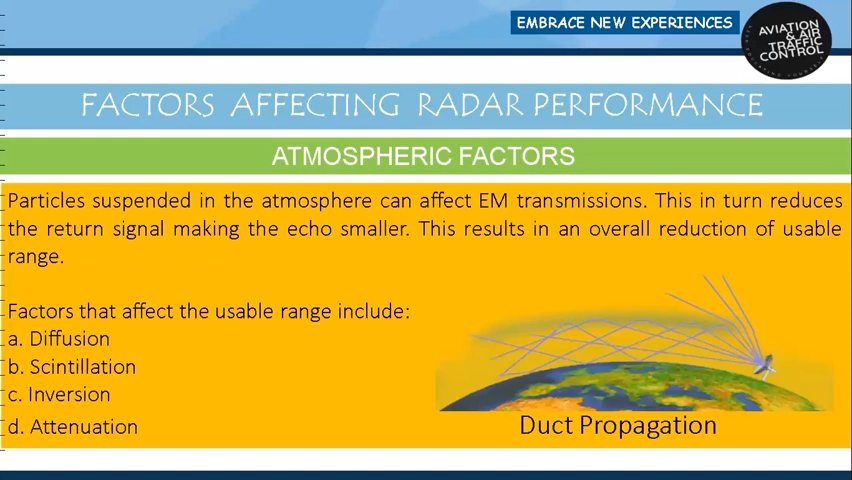 EMBRACE NEW EXPERIENCES
AVIATION
& AIR
TRAFFIC
CONTROL
FACTORS AFFECTING RADAR PERFORMANCE
ATMOSPHERIC FACTORS
Particles suspended in the atmosphere can affect EM transmissions. This in turn reduces
the return signal making the echo smaller. This results in an overall reduction of usable
range.
Factors that affect the usable range include:
a. Diffusion
b. Scintillation
c. Inversion
d. Attenuation
Duct Propagation